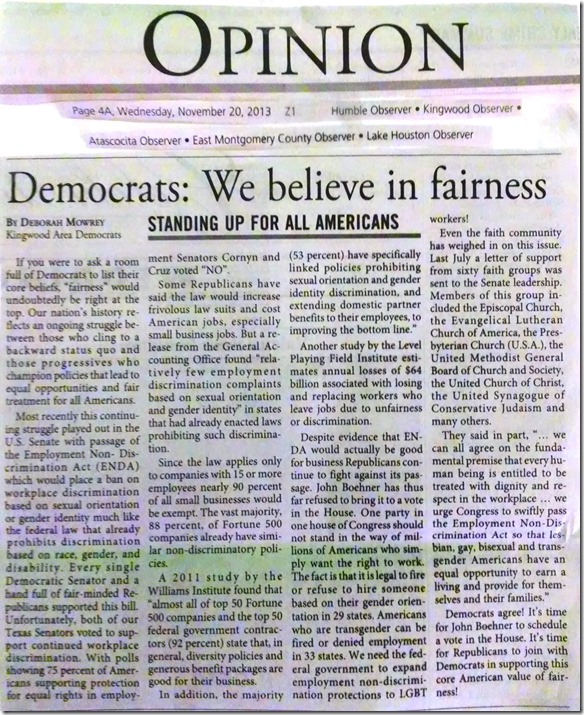 OPINION
Page 4A, Wednesday, November 20, 2013 Z1 Humble Observer • Kingwood Observer •
Atascocita Observer • East Montgomery County Observer • Lake Houston Observer
Democrats: We believe in fairness
BY DEBORAH MOWREY
Kingwood Area Democrats
STANDING UP FOR ALL AMERICANS
If you were to ask a room
full of Democrats to list their
core beliefs, "fairness" would
undoubtedly be right at the
top. Our nation's history re-
flects an ongoing struggle be-
tween those who cling to a
backward status quo and
those progressives who
champion policies that lead to
equal opportunities and fair
treatment for all Americans.
Most recently this continu-
ing struggle played out in the
U.S. Senate with passage of
the Employment Non- Dis-
crimination Act (ENDA)
which would place a ban on
workplace discrimination
based on sexual orientation
or gender identity much like
the federal law that already
prohibits discrimination
based on race, gender, and
disability. Every single
Democratic Senator and a
hand full of fair-minded Re-
publicans supported this bill.
Unfortunately, both of our
Texas Senators voted to sup-
port continued workplace
discrimination. With polls
showing 75 percent of Amer-
icans supporting protection
for equal rights in employ-
ment Senators Cornyn and
Cruz voted "NO".
Some Republicans have
said the law would increase
frivolous law suits and cost
American jobs, especially
small business jobs. But a re-
lease from the General Ac-
counting Office found "rela-
tively few employment
discrimination complaints
based on sexual orientation
and gender identity" in states
that had already enacted laws
prohibiting such discrimina-
tion.
Since the law applies only
to companies with 15 or more
employees nearly 90 percent
of all small businesses would
be exempt. The vast majority,
88 percent, of Fortune 500
companies already have simi-
lar non-discriminatory poli-
cies.
A 2011 study by the
Williams Institute found that
"almost all of top 50 Fortune
500 companies and the top 50
federal government contrac-
tors (92 percent) state that, in
general, diversity policies and
generous benefit packages are
good for their business.
In addition, the majority
(53 percent) have specifically
linked policies prohibiting
sexual orientation and gender
identity discrimination, and
extending domestic partner
benefits to their employees, to
improving the bottom line."
Another study by the Level
Playing Field Institute esti-
mates annual losses of $64
billion associated with losing
and replacing workers who
leave jobs due to unfairness
or discrimination.
Despite evidence that EN-
DA would actually be good
for business Republicans con-
tinue to fight against its pas-
sage. John Boehner has thus
far refused to bring it to a vote
in the House. One party in
one house of Congress should
not stand in the way of mil-
lions of Americans who sim-
ply want the right to work.
The fact is that it is legal to fire
or refuse to hire someone
based on their gender orien-
tation in 29 states. Americans
who are transgender can be
fired or denied employment
in 33 states. We need the fed-
eral government to expand
employment non-discrimi-
nation protections to LGBT
workers!
Even the faith community
has weighed in on this issue.
Last July a letter of support
from sixty faith groups was
sent to the Senate leadership.
Members of this group in-
cluded the Episcopal Church,
the Evangelical Lutheran
Church of America, the Pres-
byterian Church (U.S.A.), the
United Methodist General
Board of Church and Society,
the United Church of Christ,
the United Synagogue of
Conservative Judaism and
many others.
They said in part, "... we
can all agree on the funda-
mental premise that every hu-
man being is entitled to be
treated with dignity and re-
spect in the workplace ... we
urge Congress to swiftly pass
the Employment Non-Dis-
crimination Act so that les-
bian, gay, bisexual and trans-
gender Americans have an
equal opportunity to earn a
living and provide for them-
selves and their families."
Democrats agree! It's time
for John Boehner to schedule
a vote in the House. It's time
for Republicans to join with
Democrats in supporting this
core American value of fair-
ness!